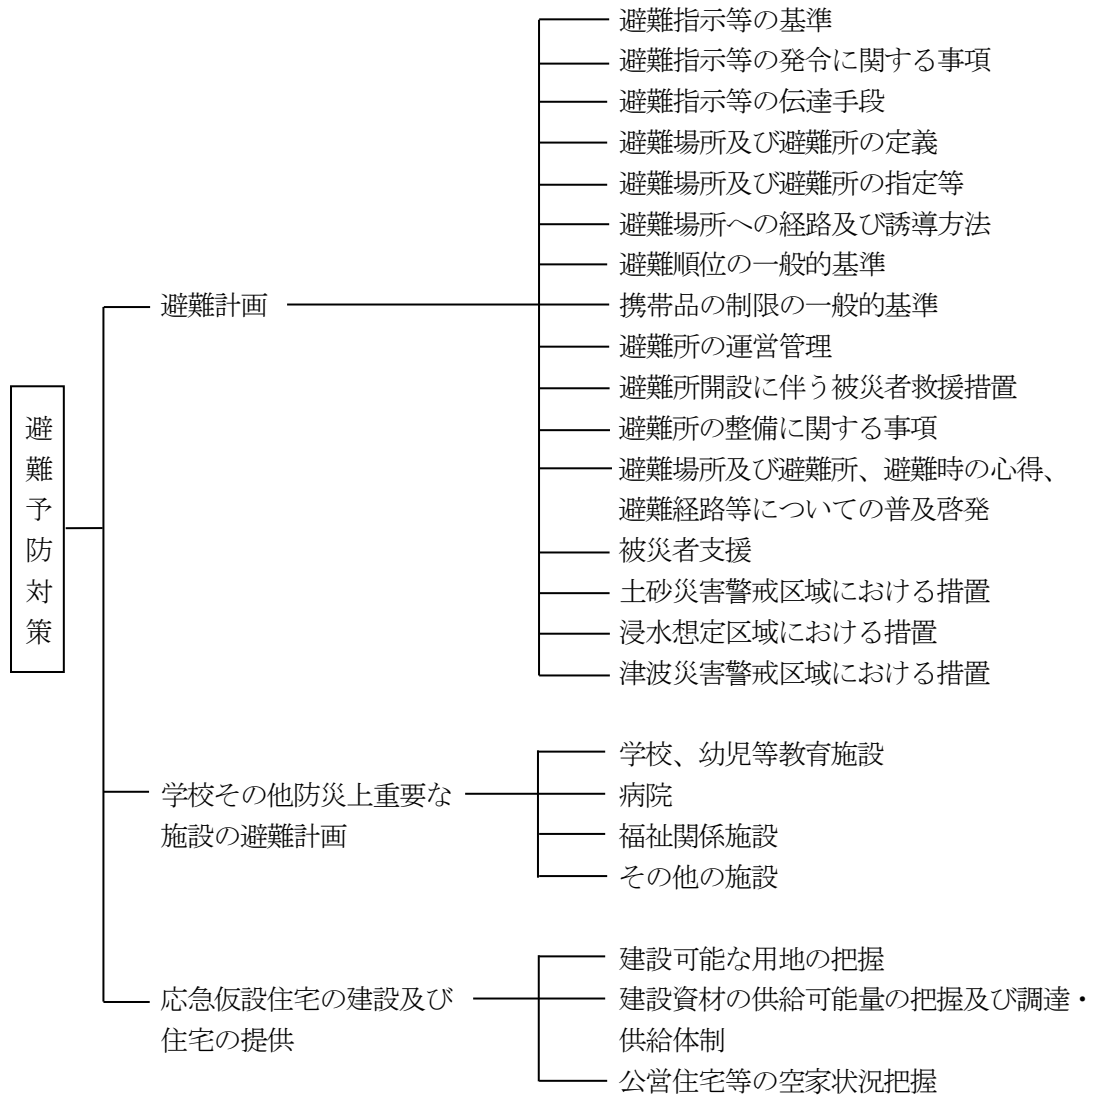 避難予防対策
避難計画
避難指示等の基準
避難指示等の発令に関する事項
避難指示等の伝達手段
避難場所及び避難所の定義
避難場所及び避難所の指定等
避難場所への経路及び誘導方法
避難順位の一般的基準
携帯品の制限の一般的基準
避難所の運営管理
避難所開設に伴う被災者救援措置
避難所の整備に関する事項
避難場所及び避難所、避難時の心得、
避難経路等についての普及啓発
被災者支援
土砂災害警戒区域における措置
浸水想定区域における措置
津波災害警戒区域における措置
学校その他防災上重要な
施設の避難計画
学校、幼児等教育施設
病院
福祉関係施設
その他の施設
応急仮設住宅の建設及び
住宅の提供
建設可能な用地の把握
建設資材の供給可能量の把握及び調達・
供給体制
公営住宅等の空家状況把握